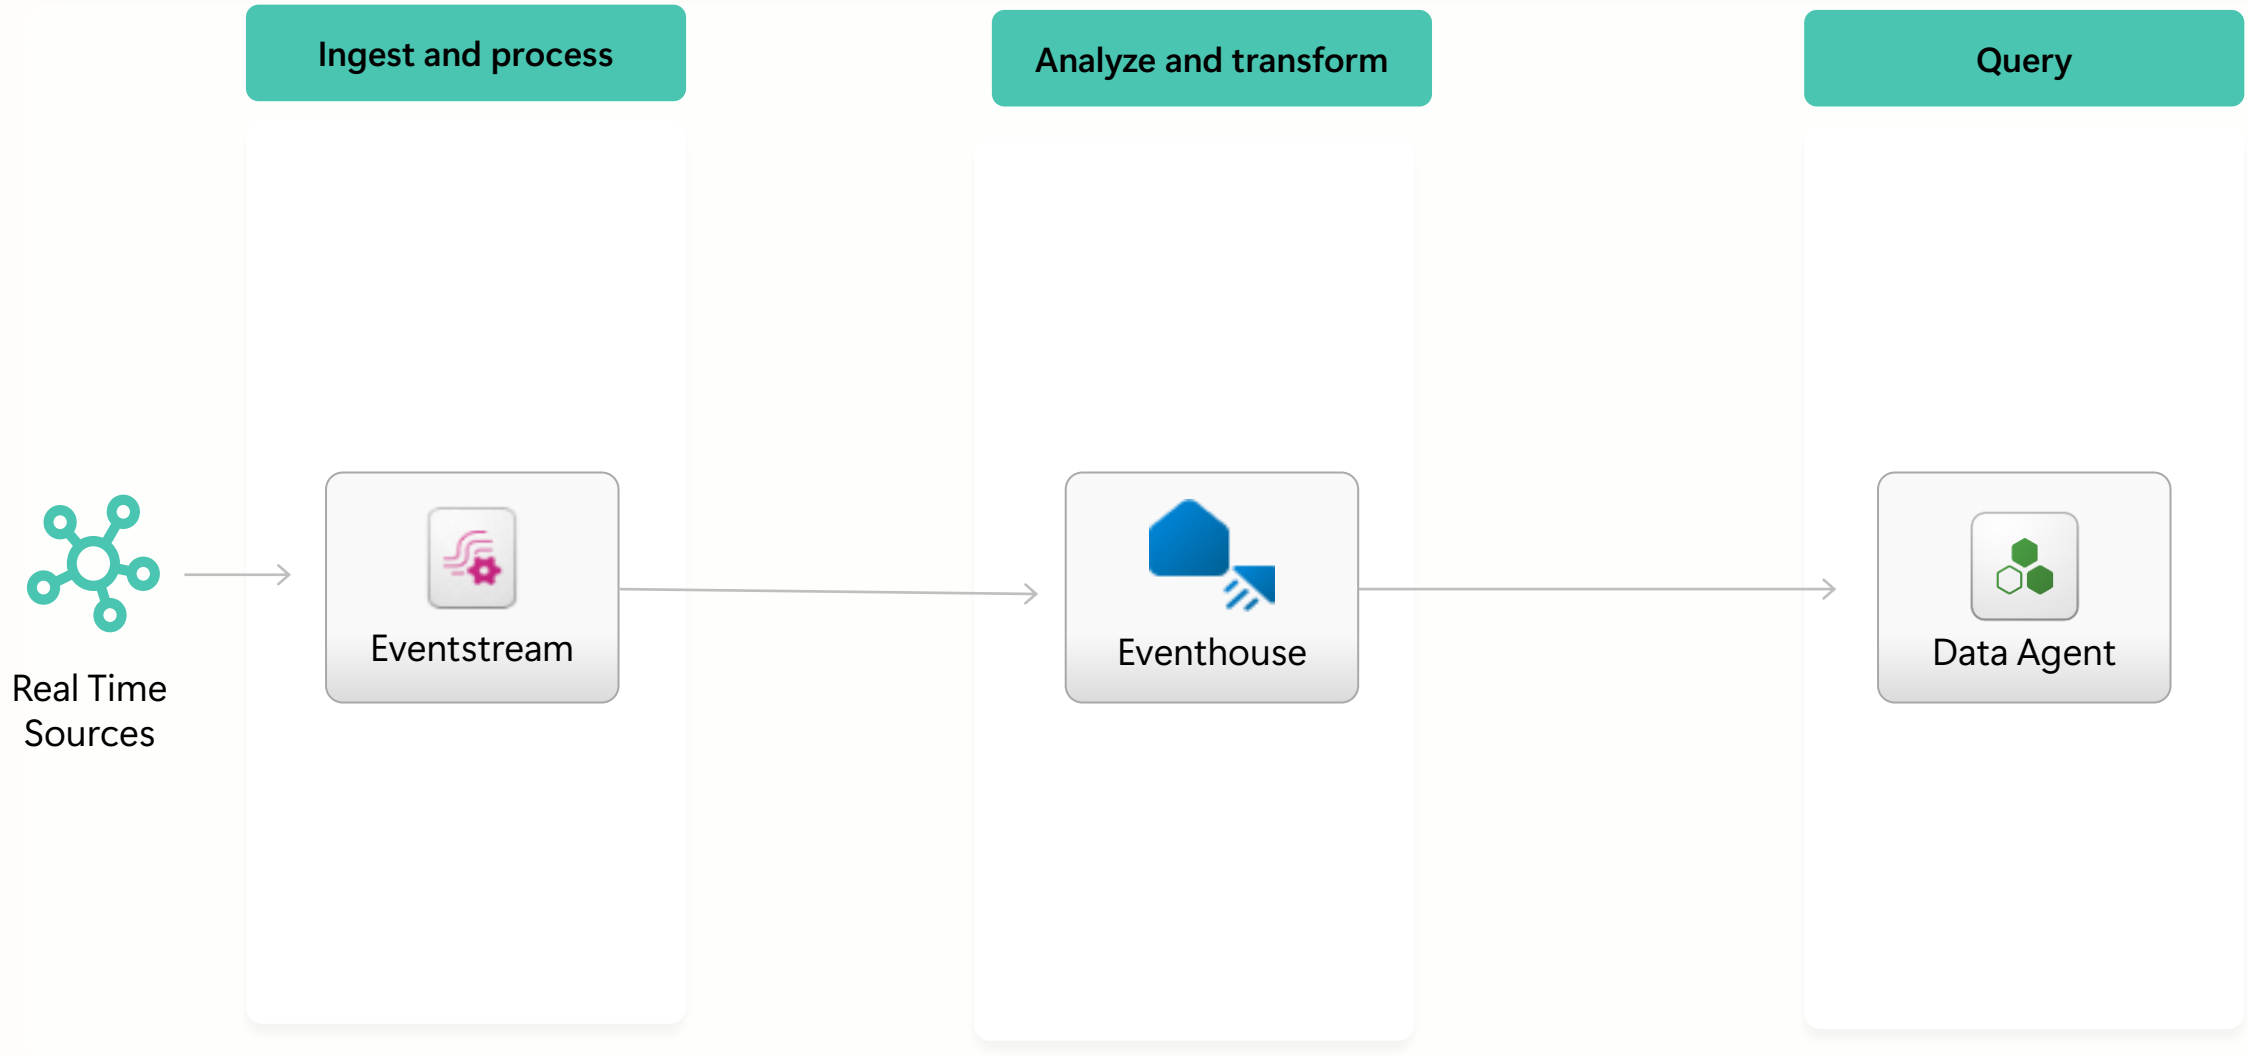 Ingest and process
Analyze and transform
Query
Real Time
Sources
Eventstream
Eventhouse
Data Agent